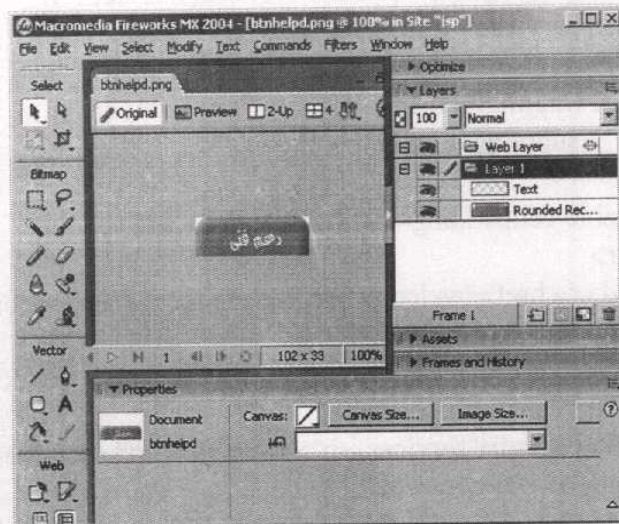 Macromedia Fireworks MX 2004 - [btnhelpd.png @ 100% in Site "isp"]
File Edit View Select Modify Text Commands Filters Window Help
Select
Bitmap
Vector
Web
btnhelpd.png
Original Preview 2-Up 4
دعم فني
1 102 x 33 100%
Optimize
Layers
100 Normal
Web Layer
Layer 1
Text
Rounded Rec...
Frame 1
Assets
Frames and History
Properties
Document
btnhelpd
Canvas: Canvas Size... Image Size...